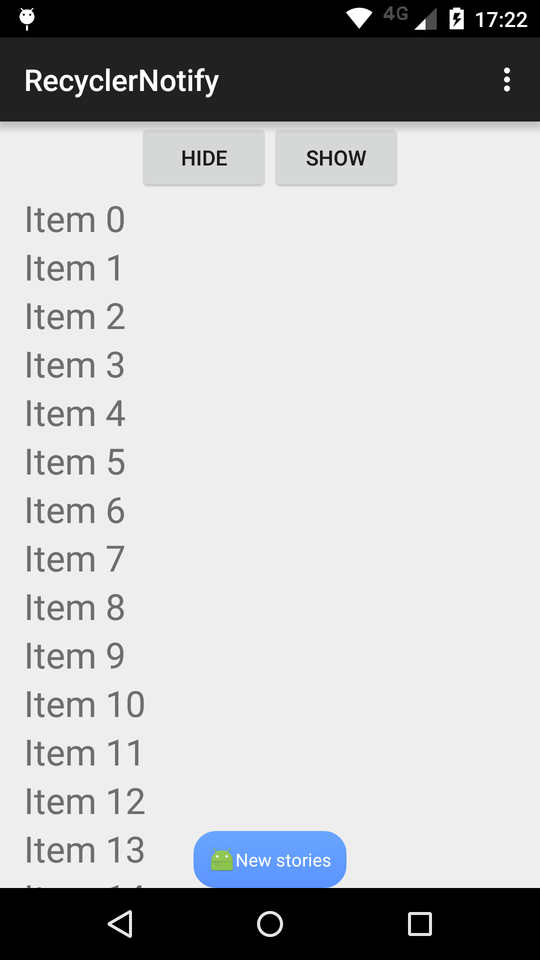 4G 17:22
RecyclerNotify
HIDE SHOW
Item 0
Item 1
Item 2
Item 3
Item 4
Item 5
Item 6
Item 7
Item 8
Item 9
Item 10
Item 11
Item 12
Item 13
New stories